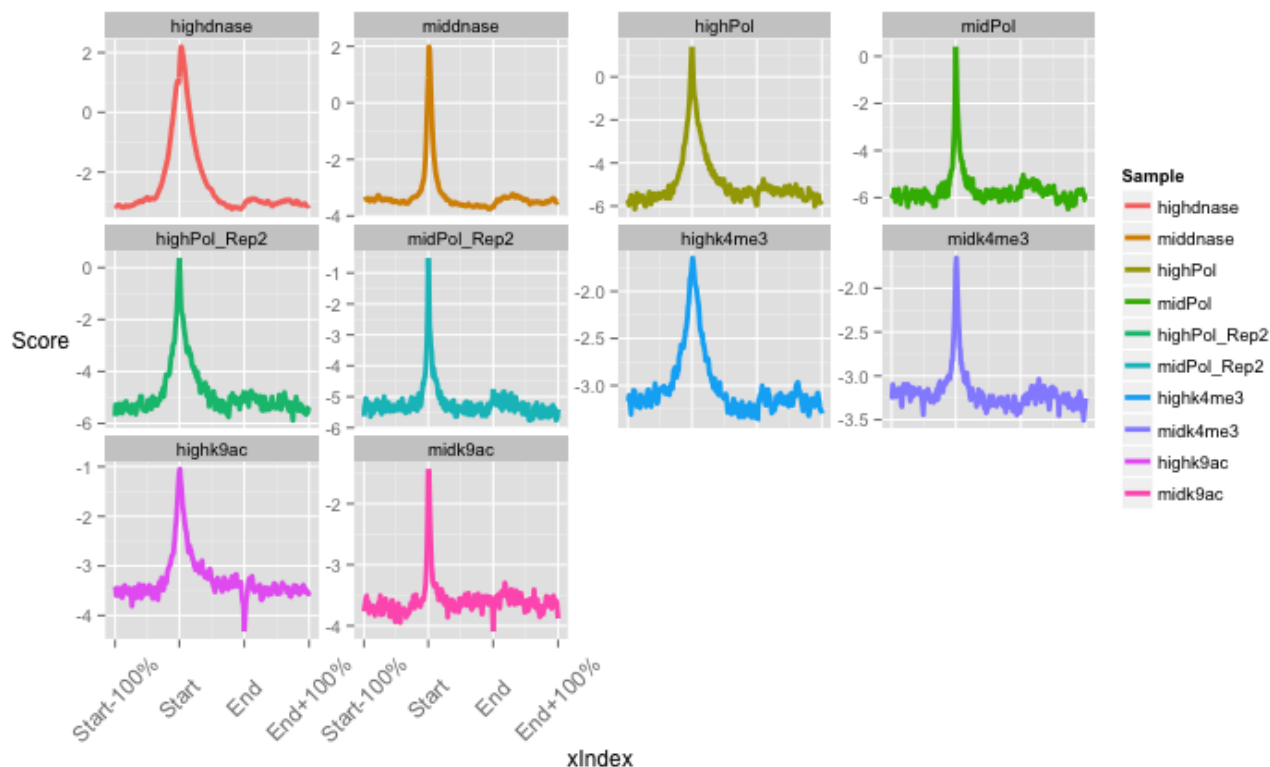 highdnase
middnase
highPol
midPol
2
0
-2
2
0
-2
-4
0
-2
-4
-6
0
-2
-4
-6
highPol_Rep2
midPol_Rep2
highk4me3
midk4me3
0
-2
-4
-6
-1
-2
-3
-4
-5
-6
-2.0
-2.5
-3.0
-2.0
-2.5
-3.0
-3.5
highk9ac
midk9ac
-1
-2
-3
-4
-2
-3
-4
Start-100%
Start
End
End+100%
Start-100%
Start
End
End+100%
Score
xIndex
Sample
highdnase
middnase
highPol
midPol
highPol_Rep2
midPol_Rep2
highk4me3
midk4me3
highk9ac
midk9ac